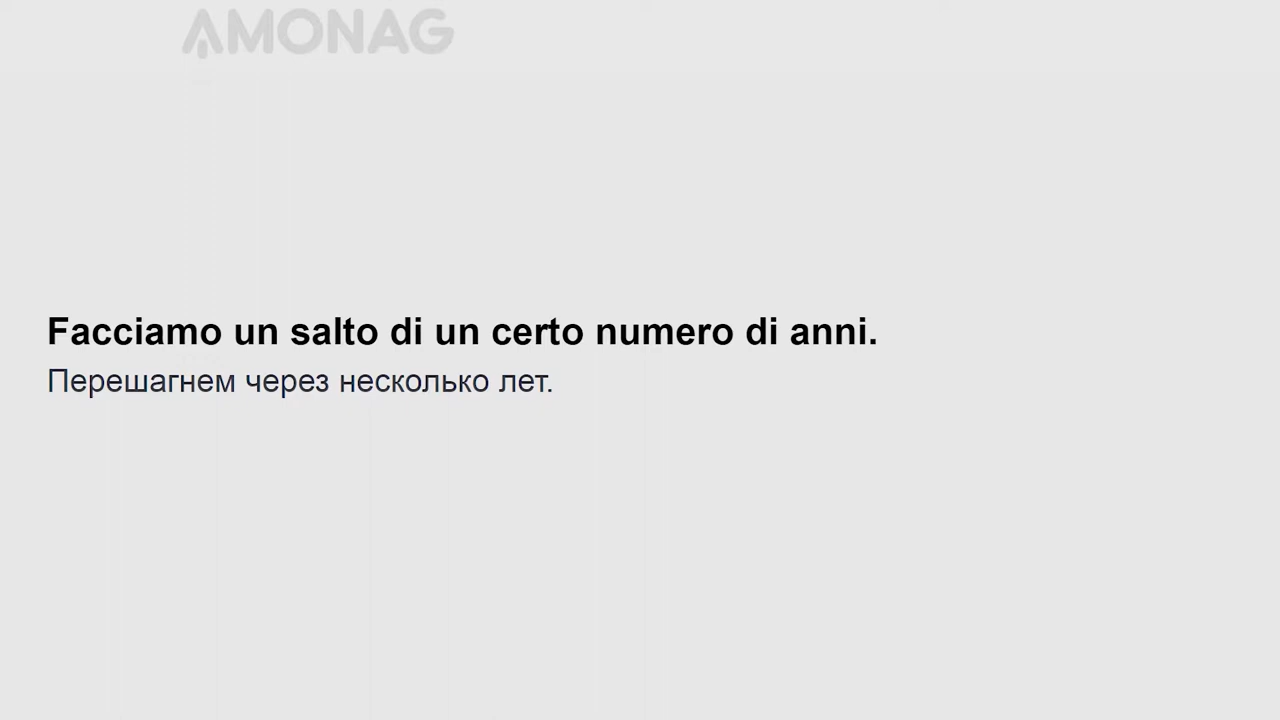 AMONAG
Facciamo un salto di un certo numero di anni.
Перешагнем через несколько лет.